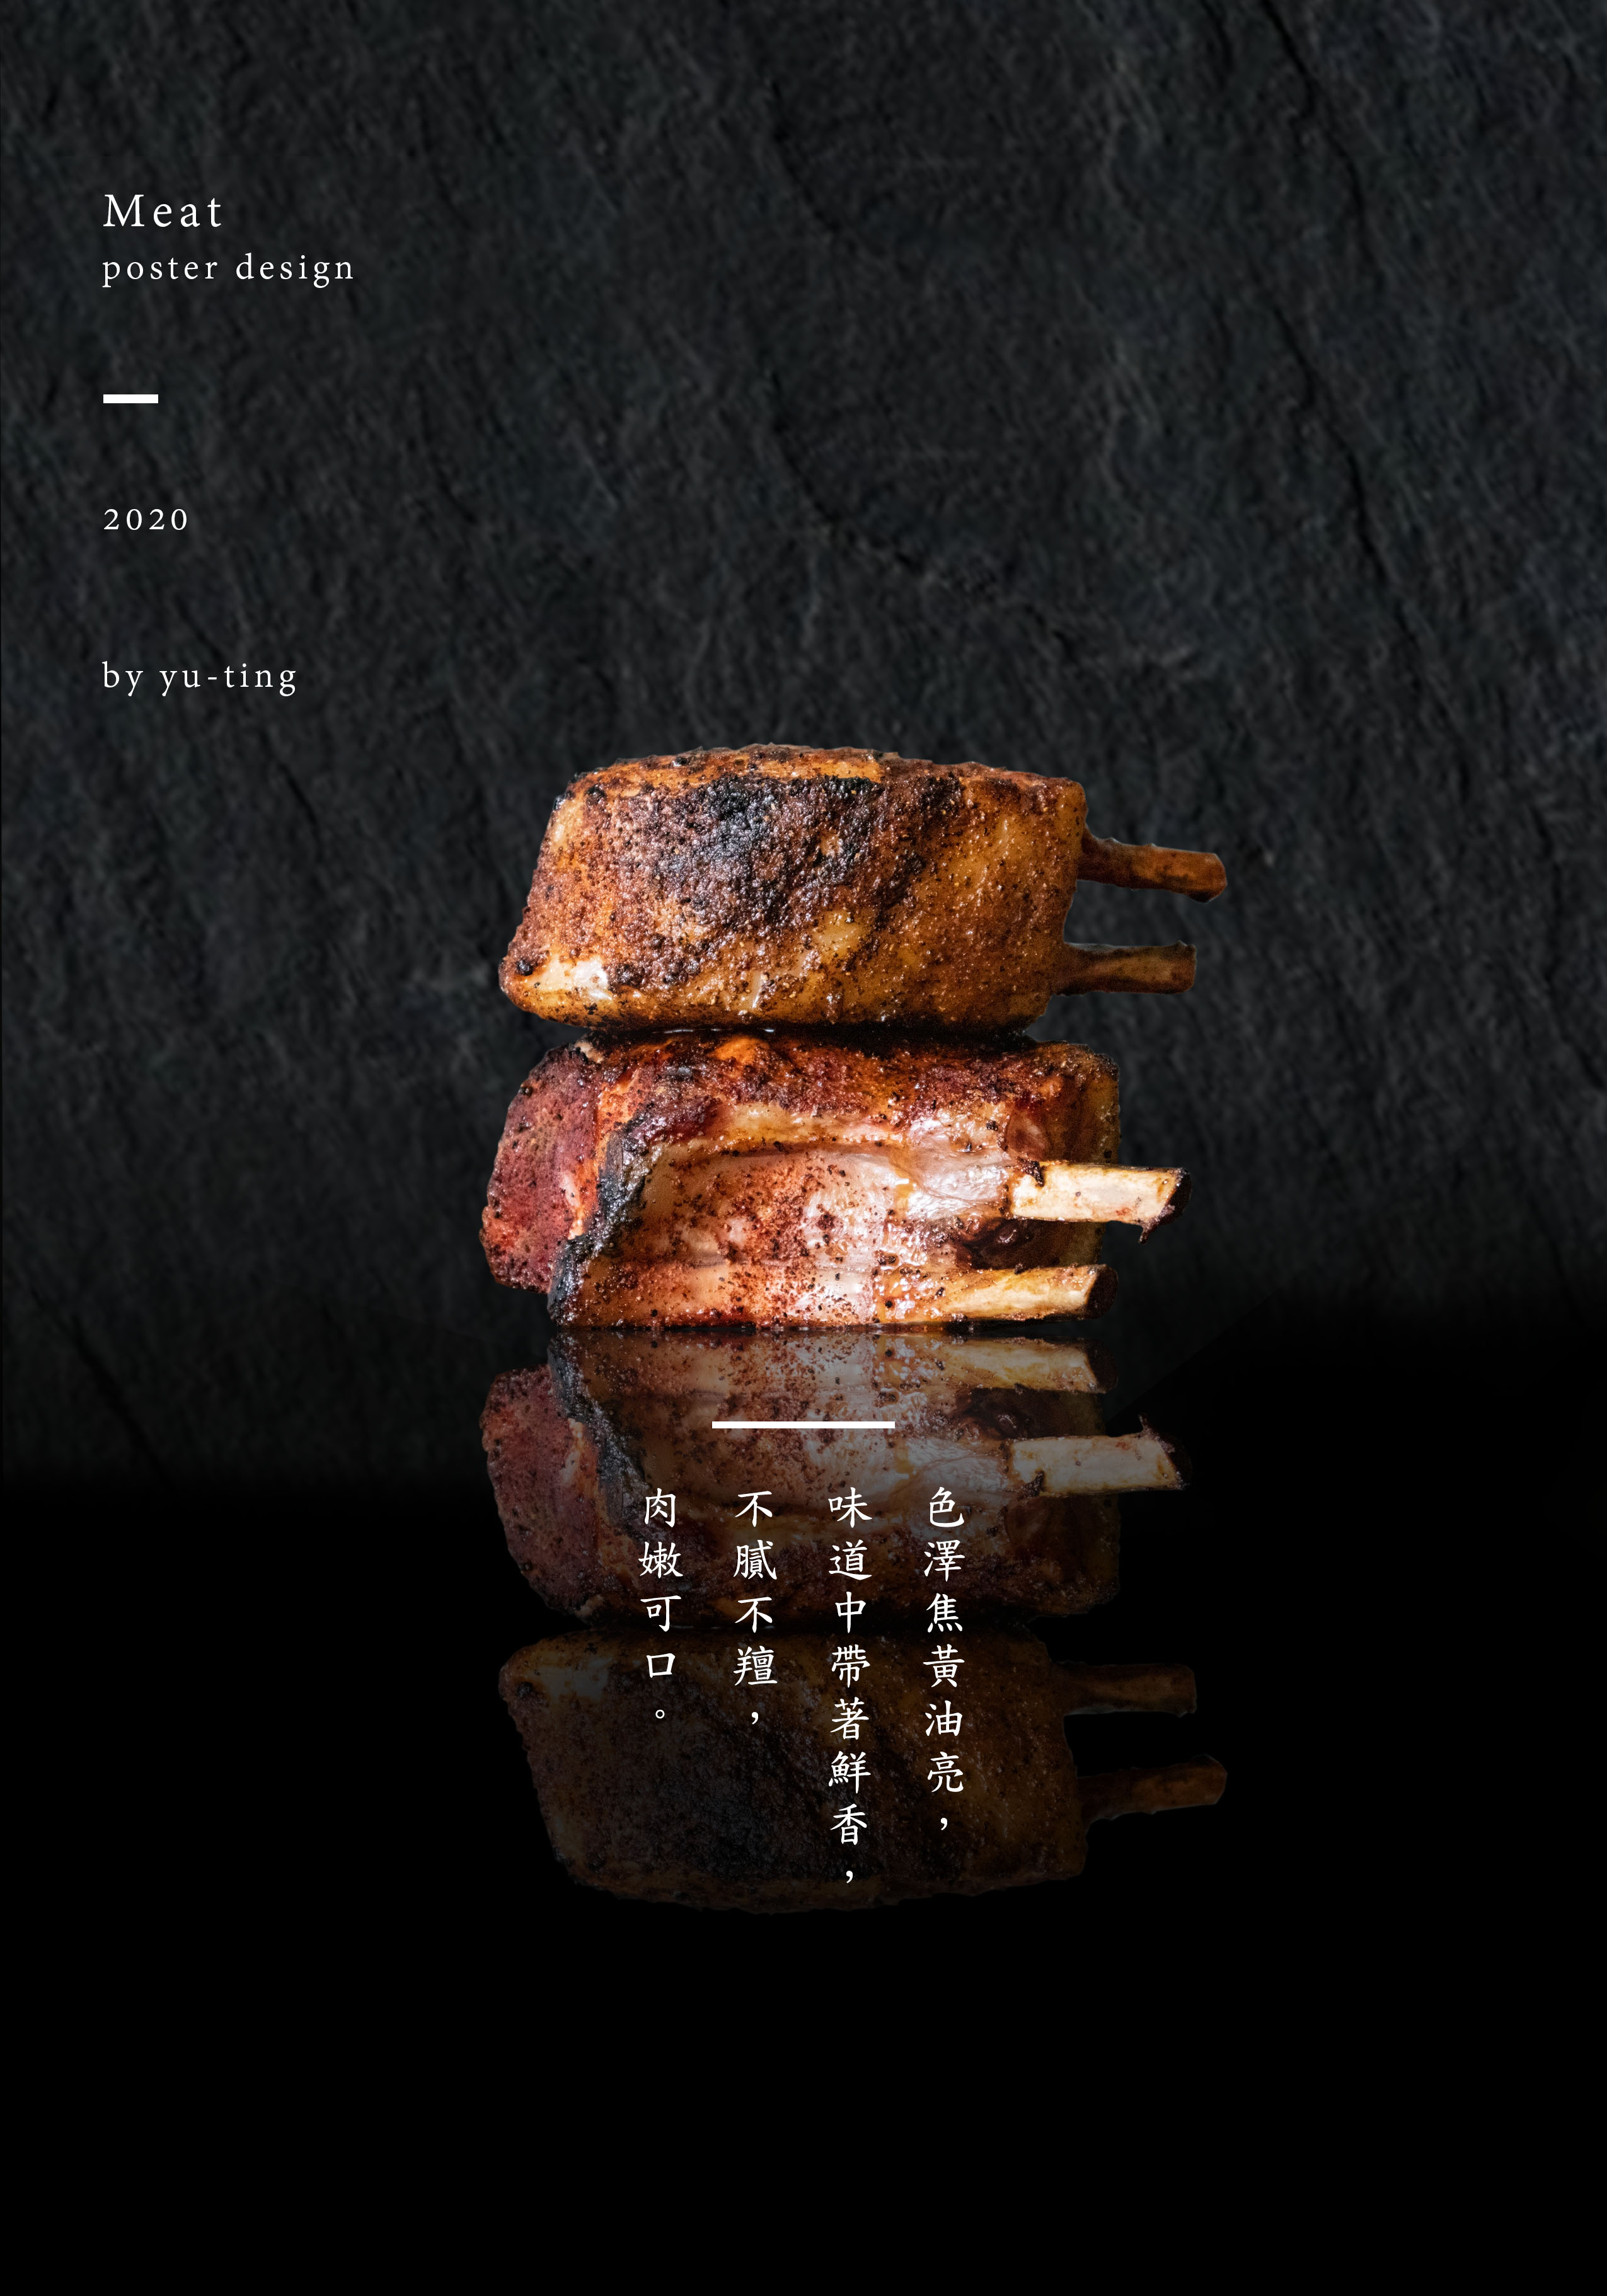 Meat
poster design
2020
by yu-ting
色澤焦黃油亮，
味道中帶著鮮香，
不膩不羶，
肉嫩可口。